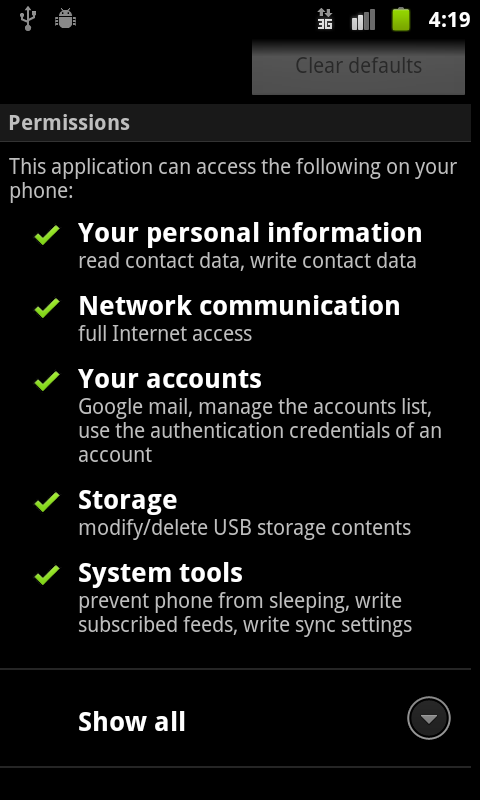 3G
4:19
Clear defaults
Permissions
This application can access the following on your
phone:
Your personal information
read contact data, write contact data
Network communication
full Internet access
Your accounts
Google mail, manage the accounts list,
use the authentication credentials of an
account
Storage
modify/delete USB storage contents
System tools
prevent phone from sleeping, write
subscribed feeds, write sync settings
Show all